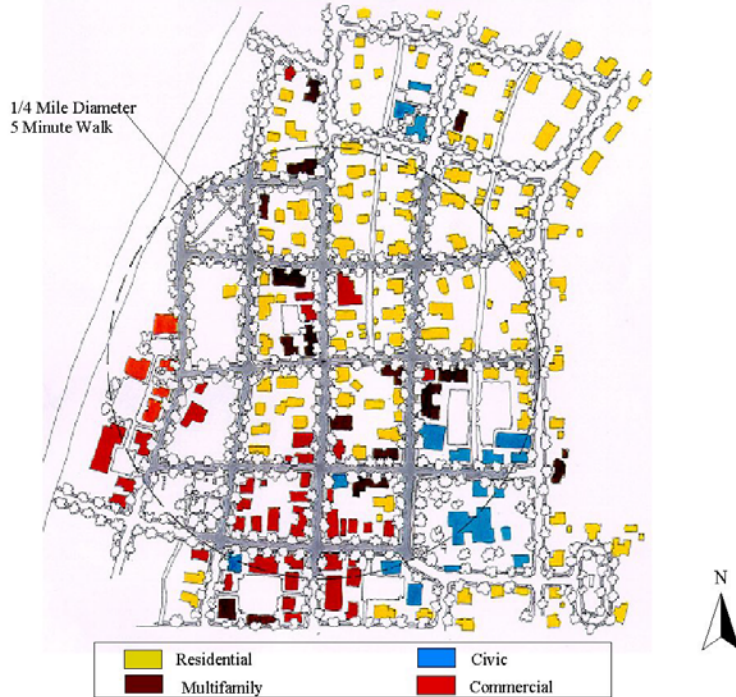 1/4 Mile Diameter
5 Minute Walk
N
Residential
Civic
Multifamily
Commercial